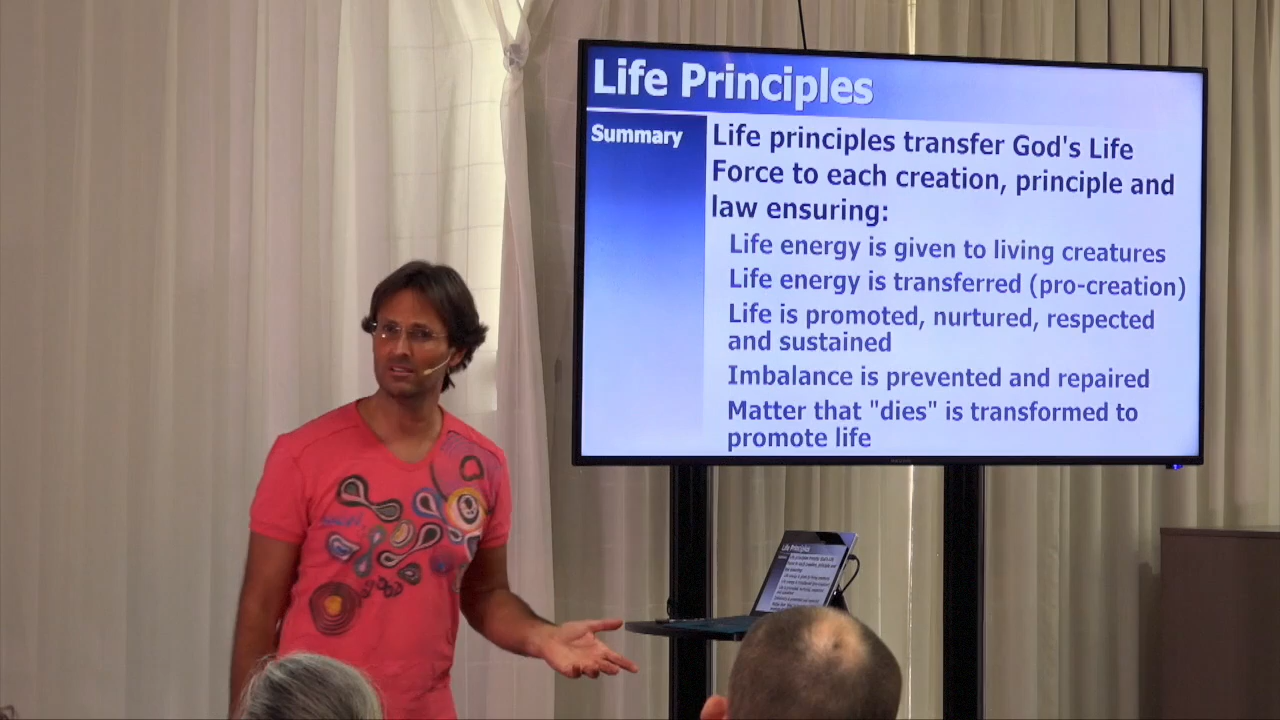 Life Principles
Summary
Life principles transfer God's Life
Force to each creation, principle and
law ensuring:
Life energy is given to living creatures
Life energy is transferred (pro-creation)
Life is promoted, nurtured, respected
and sustained
Imbalance is prevented and repaired
Matter that "dies" is transformed to
promote life
Life Principles